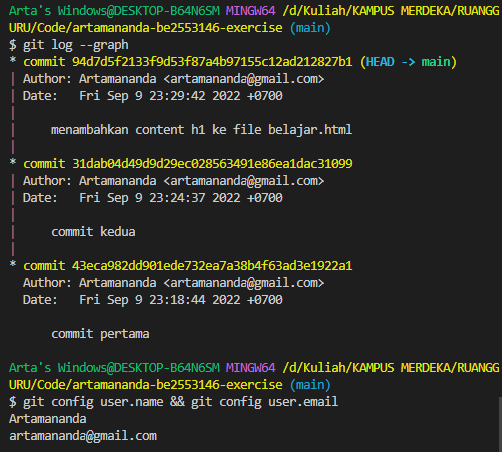 Arta's Windows@DESKTOP-B64N6SM MINGW64 /d/Kuliah/KAMPUS MERDEKA/RUANGG
URU/Code/artamananda-be2553146-exercise (main)
$ git log --graph
* commit 94d7d5f2133f9d53f87a4b97155c12ad212827b1 (HEAD -> main)
| Author: Artamananda <artamananda@gmail.com>
| Date:   Fri Sep 9 23:29:42 2022 +0700
|
|     menambahkan content h1 ke file belajar.html
|
* commit 31dab04d49d9d29ec028563491e86ea1dac31099
| Author: Artamananda <artamananda@gmail.com>
| Date:   Fri Sep 9 23:24:37 2022 +0700
|
|     commit kedua
|
* commit 43eca982dd901ede732ea7a38b4f63ad3e1922a1
  Author: Artamananda <artamananda@gmail.com>
  Date:   Fri Sep 9 23:18:44 2022 +0700

      commit pertama

Arta's Windows@DESKTOP-B64N6SM MINGW64 /d/Kuliah/KAMPUS MERDEKA/RUANGG
URU/Code/artamananda-be2553146-exercise (main)
$ git config user.name && git config user.email
Artamananda
artamananda@gmail.com